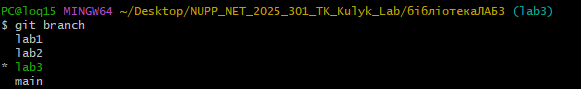 PC@loq15 MINGW64 ~/Desktop/NUPP_NET_2025_301_TK_Kulyk_Lab/бібліотекаЛАБ3 (lab3)
$ git branch
  lab1
  lab2
* lab3
  main